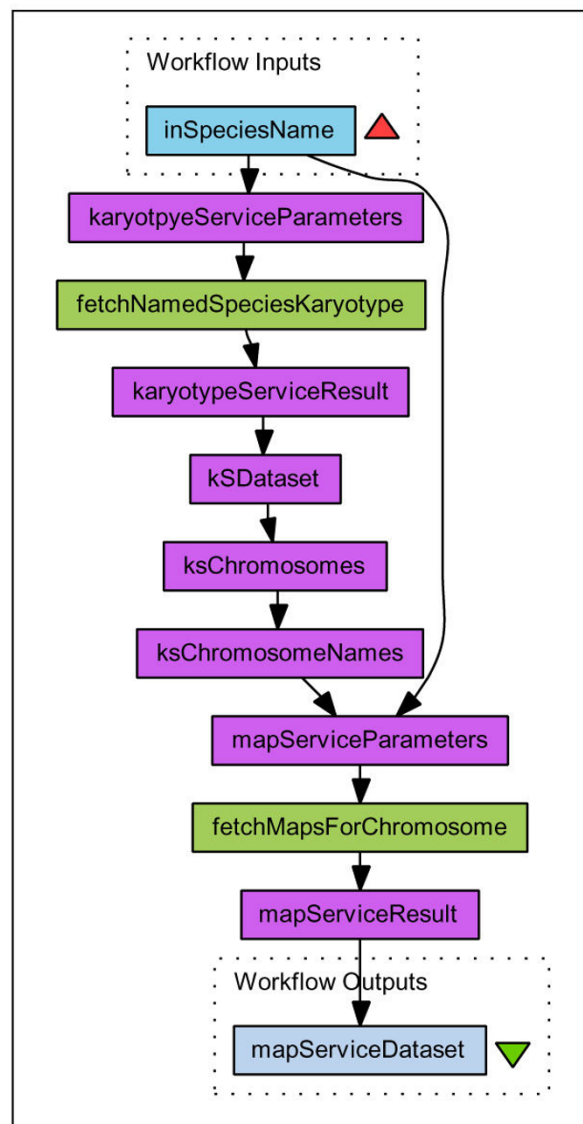 Workflow Inputs
inSpeciesName
karyotpyeServiceParameters
fetchNamedSpeciesKaryotype
karyotypeServiceResult
kSDataset
ksChromosomes
ksChromosomeNames
mapServiceParameters
fetchMapsForChromosome
mapServiceResult
Workflow Outputs
mapServiceDataset